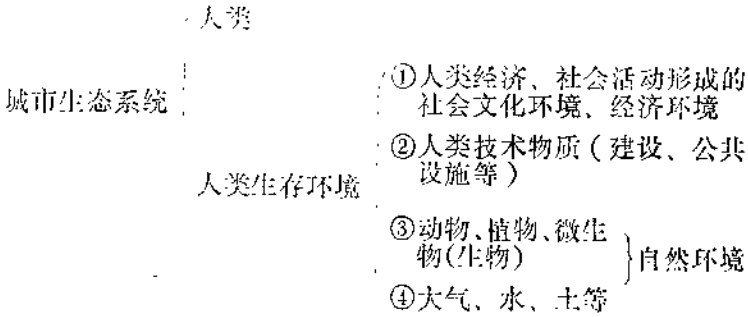 人类
①人类经济、社会活动形成的
社会文化环境、经济环境
城市生态系统
②人类技术物质（建设、公共
设施等）
人类生存环境
③动物、植物、微生
物(生物)
自然环境
④大气、水、土等